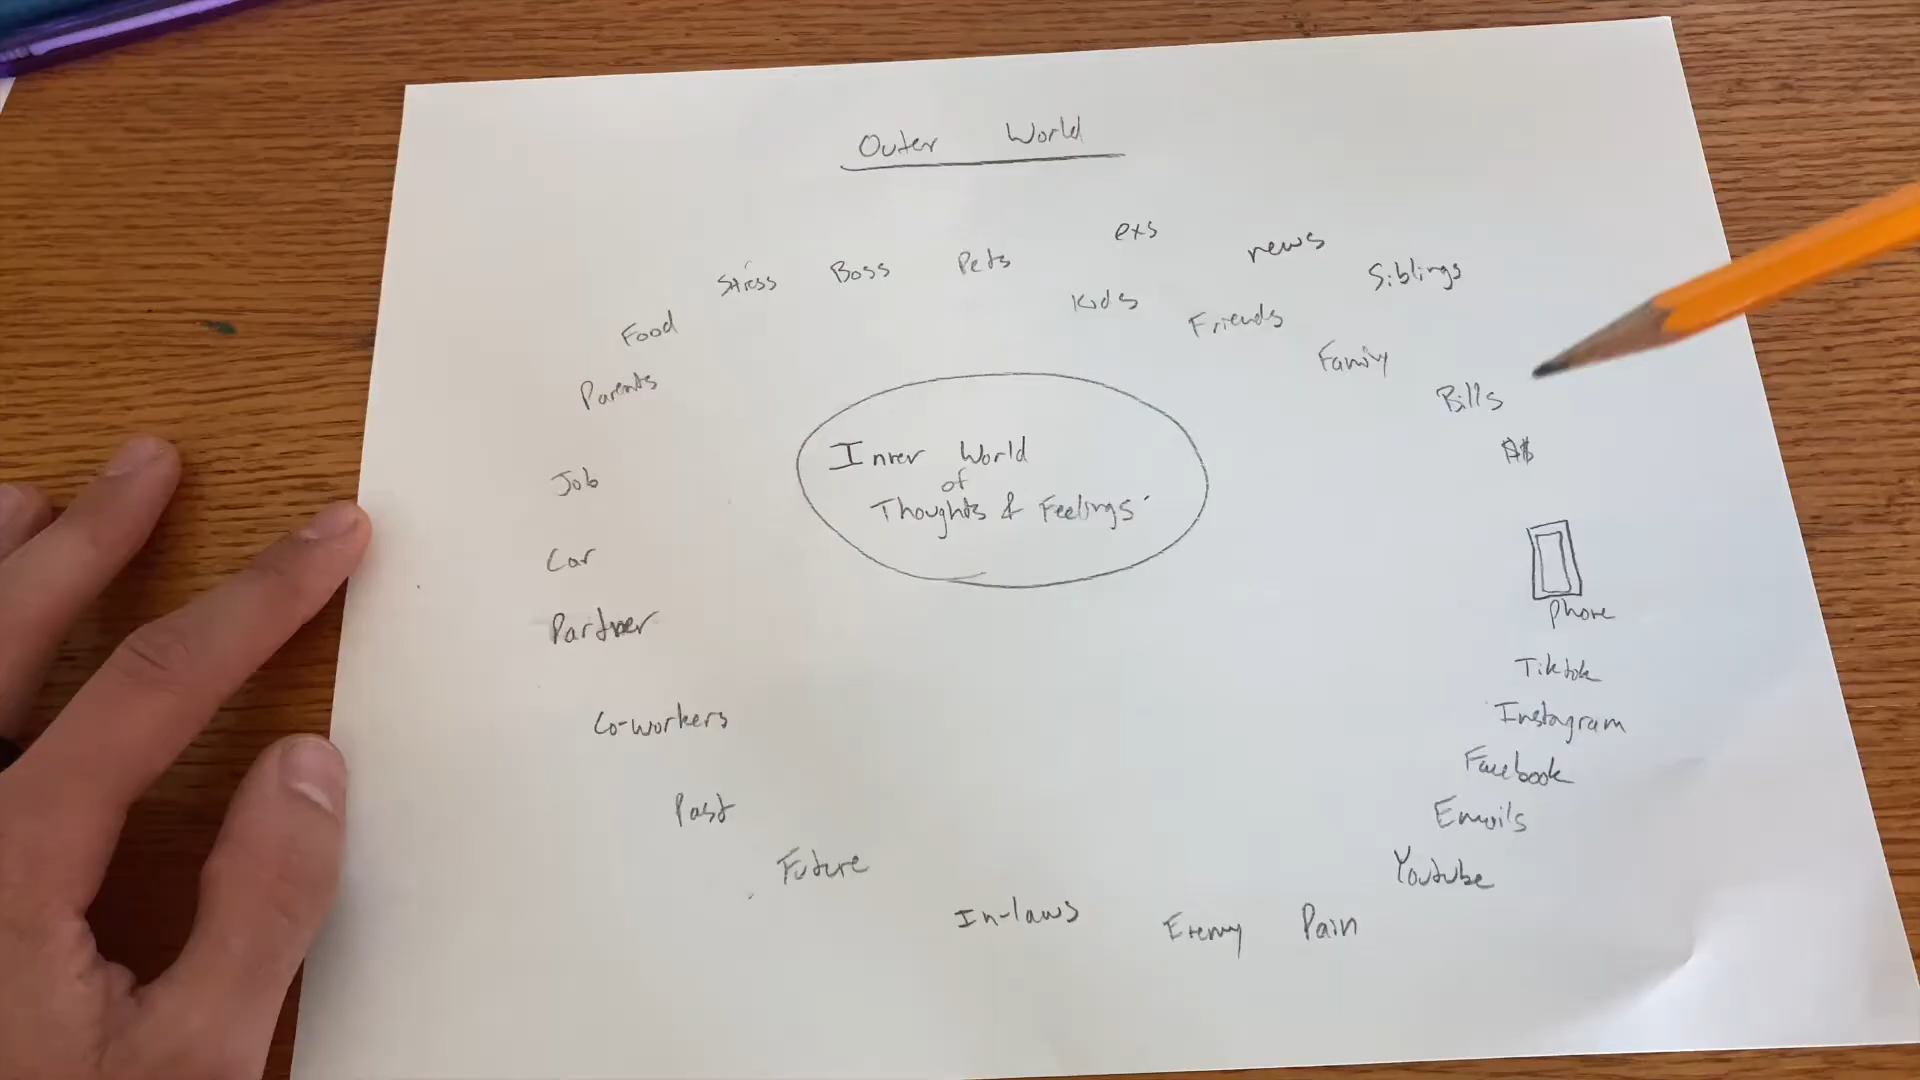 Outer World
exs
news
Stress
Boss
Pets
Siblings
Kids
Friends
Food
Family
Parents
Bills
Inner World
of
Thoughts & Feelings
Job
Car
Phone
Partner
Tiktok
Co-workers
Instagram
Facebook
Past
Emails
Future
Youtube
In-laws
Enemy
Pain